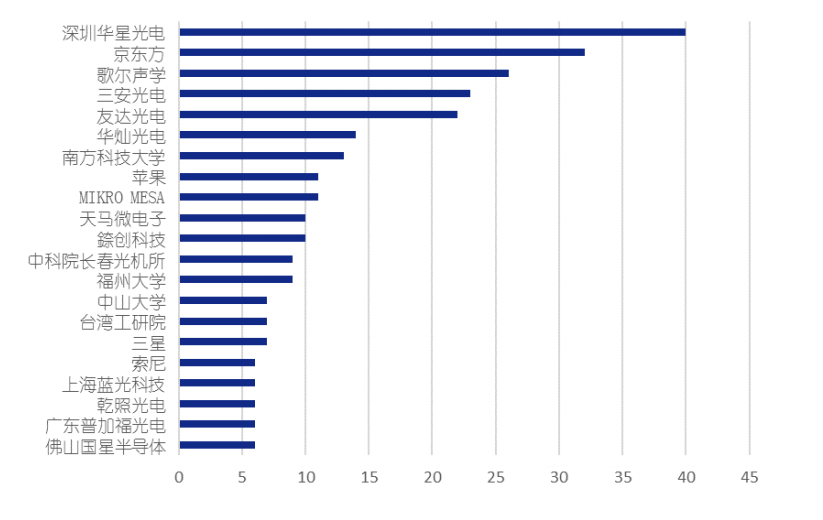 深圳华星光电
京东方
歌尔声学
三安光电
友达光电
华灿光电
南方科技大学
苹果
MIKRO MESA
天马微电子
錼创科技
中科院长春光机所
福州大学
中山大学
台湾工研院
三星
索尼
上海蓝光科技
乾照光电
广东普加福光电
佛山国星半导体
0 5 10 15 20 25 30 35 40 45